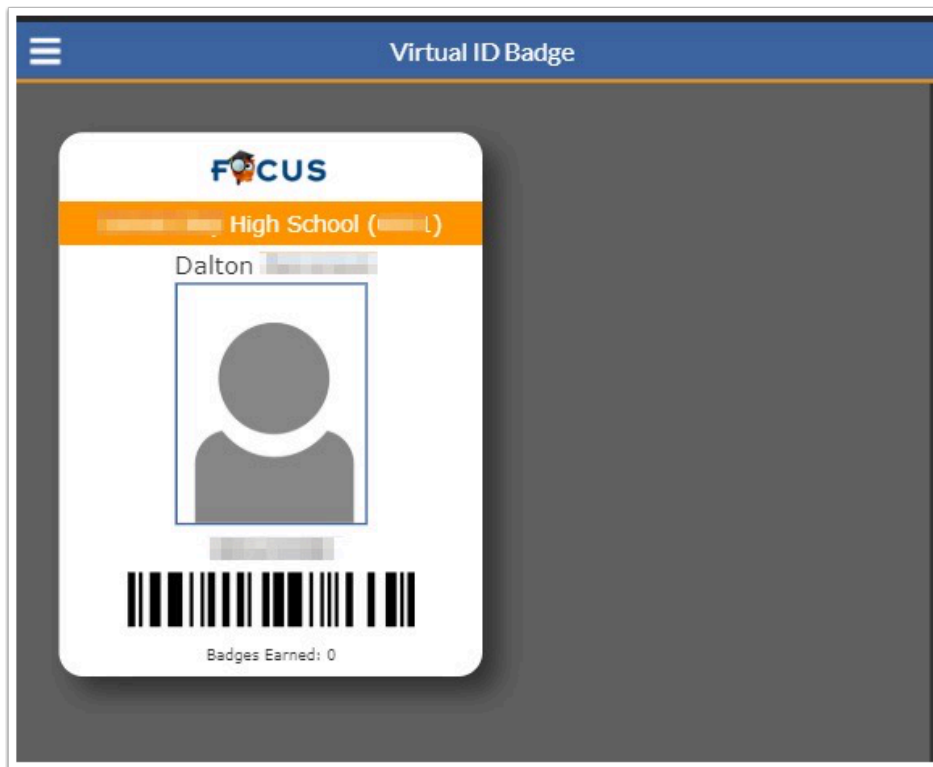 Virtual ID Badge
FOCUS
High School (
Dalton
Badges Earned: 0